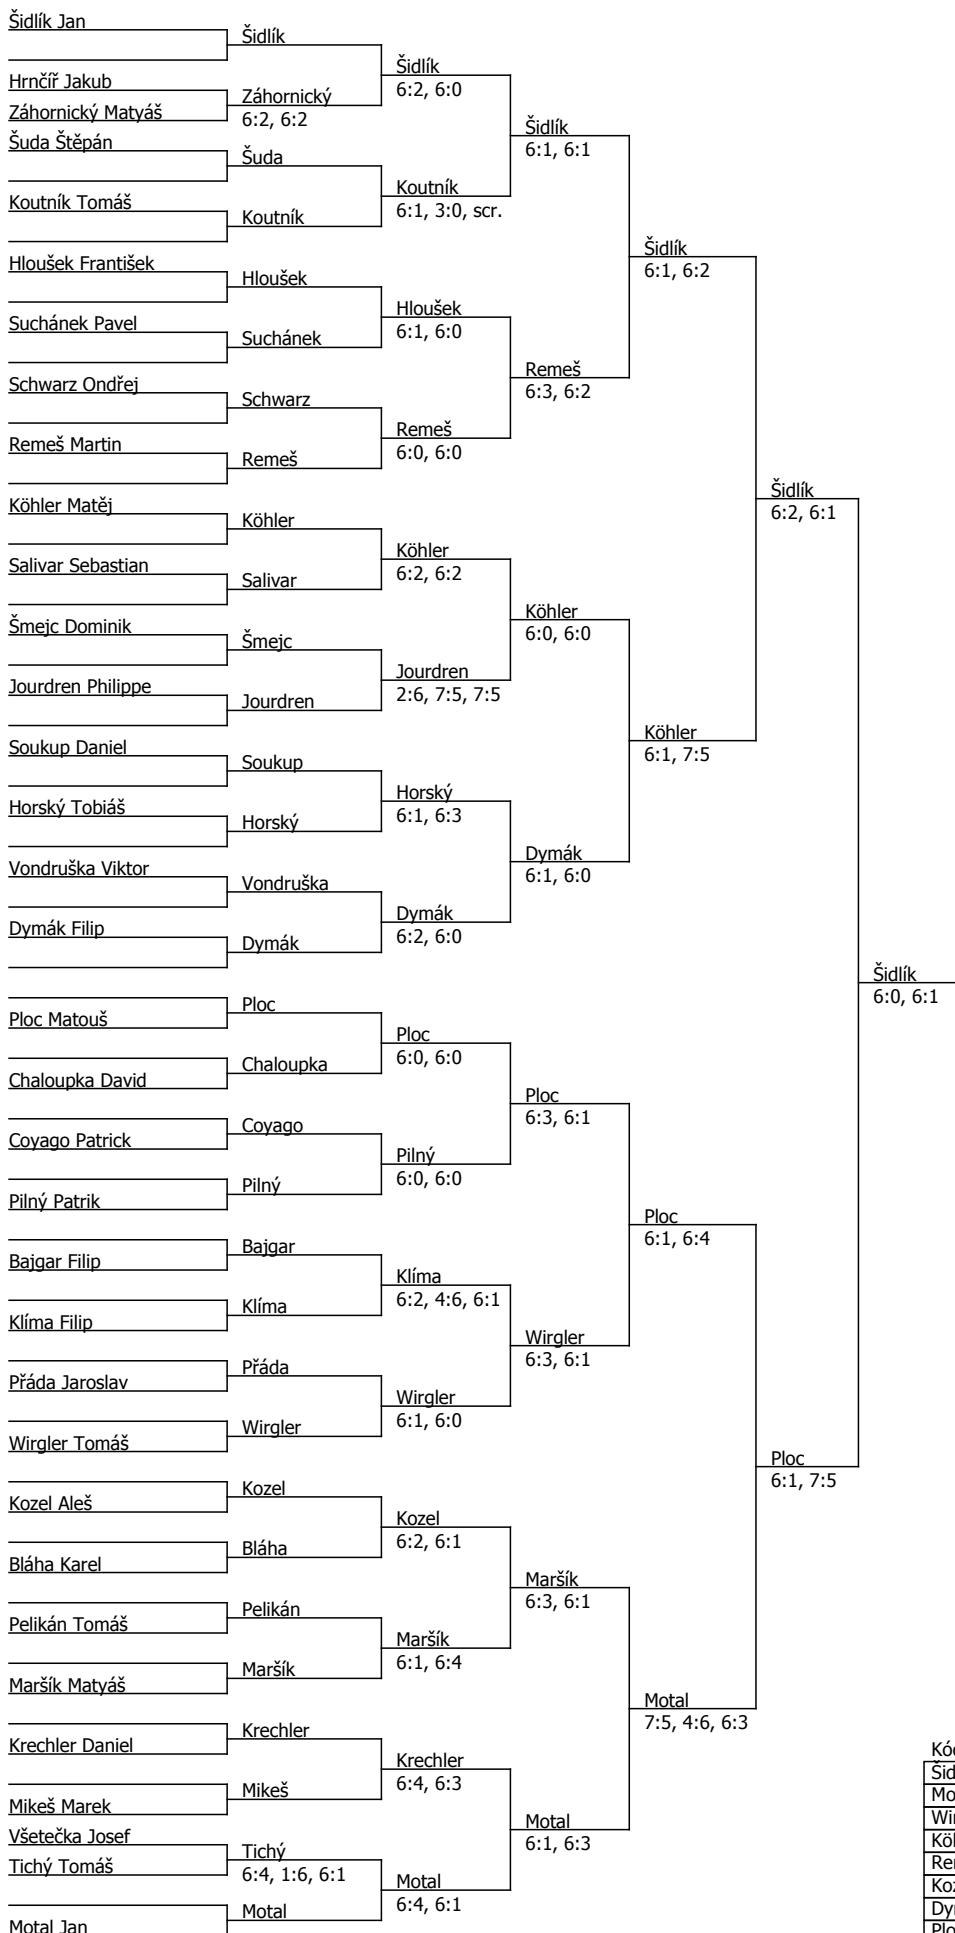 Šidlík Jan
Hrnčíř Jakub
Záhornický Matyáš
Šuda Štěpán
Koutník Tomáš
Hloušek František
Suchánek Pavel
Schwarz Ondřej
Remeš Martin
Köhler Matěj
Salivar Sebastian
Šmejc Dominik
Jourdren Philippe
Soukup Daniel
Horský Tobiáš
Vondruška Viktor
Dymák Filip
Ploc Matouš
Chaloupka David
Coyago Patrick
Pilný Patrik
Bajgar Filip
Klíma Filip
Přáda Jaroslav
Wirgler Tomáš
Kozel Aleš
Bláha Karel
Pelikán Tomáš
Maršík Matyáš
Krechler Daniel
Mikeš Marek
Všetečka Josef
Tichý Tomáš
Motal Jan
Šidlík
Záhornický
6:2, 6:2
Šuda
Koutník
Hloušek
Suchánek
Schwarz
Remeš
Köhler
Salivar
Šmejc
Jourdren
Soukup
Horský
Vondruška
Dymák
Ploc
Chaloupka
Coyago
Pilný
Bajgar
Klíma
Přáda
Wirgler
Kozel
Bláha
Pelikán
Maršík
Krechler
Mikeš
Tichý
6:4, 1:6, 6:1
Motal
Šidlík
6:2, 6:0
Koutník
6:1, 3:0, scr.
Hloušek
6:1, 6:0
Remeš
6:0, 6:0
Köhler
6:2, 6:2
Jourdren
2:6, 7:5, 7:5
Horský
6:1, 6:3
Dymák
6:2, 6:0
Ploc
6:0, 6:0
Pilný
6:0, 6:0
Klíma
6:2, 4:6, 6:1
Wirgler
6:1, 6:0
Kozel
6:2, 6:1
Maršík
6:1, 6:4
Krechler
6:4, 6:3
Motal
6:4, 6:1
Šidlík
6:1, 6:1
Remeš
6:3, 6:2
Köhler
6:0, 6:0
Dymák
6:1, 6:0
Ploc
6:3, 6:1
Wirgler
6:3, 6:1
Maršík
6:3, 6:1
Motal
6:1, 6:3
Šidlík
6:1, 6:2
Köhler
6:1, 7:5
Ploc
6:1, 6:4
Motal
7:5, 4:6, 6:3
Šidlík
6:2, 6:1
Ploc
6:1, 7:5
Šidlík
6:0, 6:1